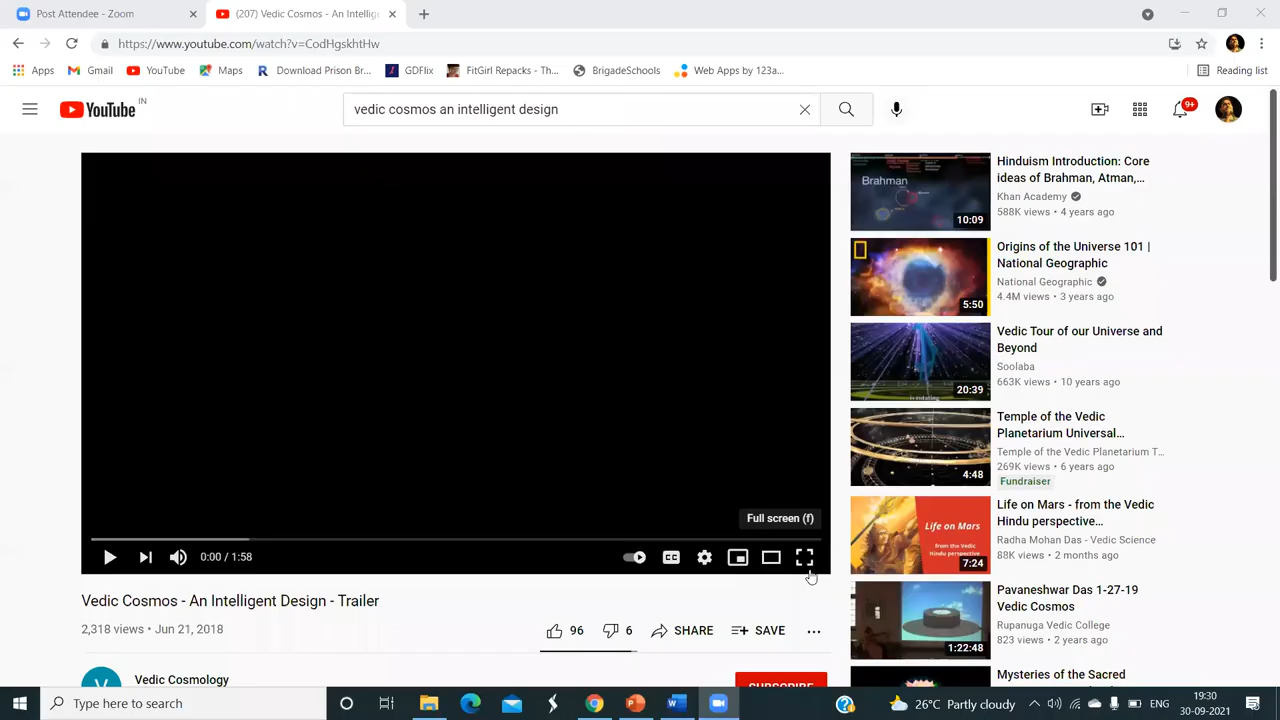 Post Attendee - Zoom
(207) Vedic Cosmos - An Intellig
https://www.youtube.com/watch?v=CodHgskhtHw
Apps
Gmail
YouTube
Maps
Download Prison Br...
GDFlix
FitGirl Repacks - Th...
BrigadeSchools
Web Apps by 123a...
Reading list
YouTube IN
vedic cosmos an intelligent design
9+
Full screen (f)
0:00 / 1:58
Vedic Cosmos - An Intelligent Design - Trailer
2,318 views • Jun 21, 2018
96
6
SHARE
SAVE
V
Vedic Cosmology
SUBSCRIBE
Brahman
10:09
Hinduism Introduction: Core
ideas of Brahman, Atman,...
Khan Academy
588K views • 4 years ago
5:50
Origins of the Universe 101 |
National Geographic
National Geographic
4.4M views • 3 years ago
20:39
Vedic Tour of our Universe and
Beyond
Soolaba
663K views • 10 years ago
4:48
Temple of the Vedic
Planetarium Universal...
Temple of the Vedic Planetarium T...
269K views • 6 years ago
Fundraiser
Life on Mars
from the Vedic
Hindu perspective
7:24
Life on Mars - from the Vedic
Hindu perspective...
Radha Mohan Das - Vedic Science
88K views • 2 months ago
1:22:48
Pavaneshwar Das 1-27-19
Vedic Cosmos
Rupanuga Vedic College
823 views • 2 years ago
Mysteries of the Sacred
Type here to search
26°C Partly cloudy
ENG
19:30
30-09-2021